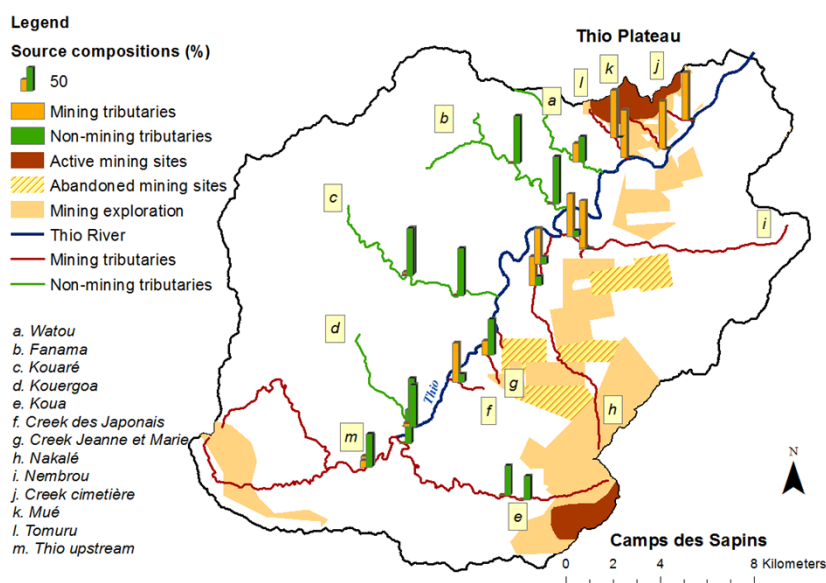 Legend
Source compositions (%)
50
Mining tributaries
Non-mining tributaries
Active mining sites
Abandoned mining sites
Mining exploration
Thio River
Mining tributaries
Non-mining tributaries
a. Watou
b. Fanama
c. Kouaré
d. Kouergoa
e. Koua
f. Creek des Japonais
g. Creek Jeanne et Marie
h. Nakalé
i. Nembrou
j. Creek cimetière
k. Mué
l. Tomuru
m. Thio upstream
Thio Plateau
l
k
j
a
b
c
i
d
Thio
g
f
h
m
e
N
Camps des Sapins
0 2 4 8 Kilometers